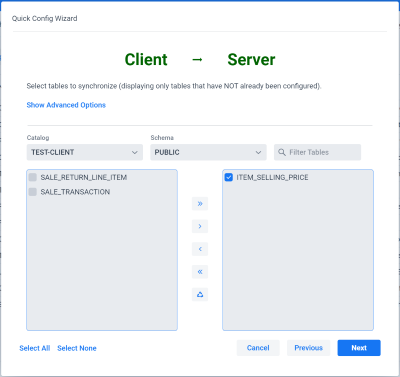 Quick Config Wizard
Client → Server
Select tables to synchronize (displaying only tables that have NOT already been configured).
Show Advanced Options
Catalog Schema
TEST-CLIENT PUBLIC Filter Tables
SALE_RETURN_LINE_ITEM ITEM_SELLING_PRICE
SALE_TRANSACTION
»
›
‹
«
Select All Select None Cancel Previous Next